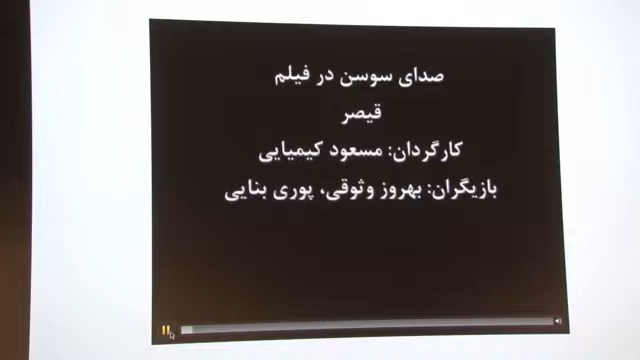 صدای سوسن در فیلم
قیصر
کارگردان: مسعود کیمیایی
بازیگران: بهروز وثوقی، پوری بنایی